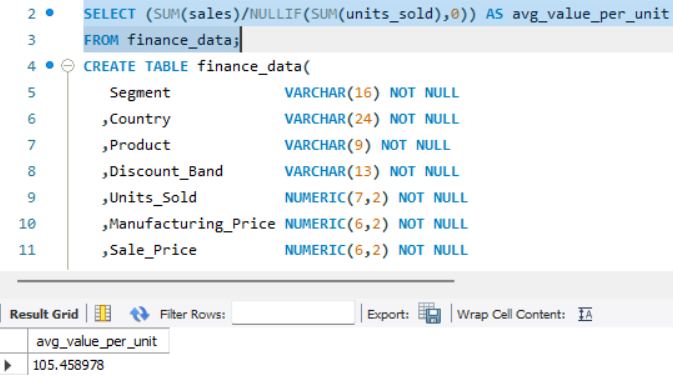 2 SELECT (SUM(sales)/NULLIF(SUM(units_sold),0)) AS avg_value_per_unit
3 FROM finance_data;
4 CREATE TABLE finance_data(
5 Segment VARCHAR(16) NOT NULL
6 ,Country VARCHAR(24) NOT NULL
7 ,Product VARCHAR(9) NOT NULL
8 ,Discount_Band VARCHAR(13) NOT NULL
9 ,Units_Sold NUMERIC(7,2) NOT NULL
10 ,Manufacturing_Price NUMERIC(6,2) NOT NULL
11 ,Sale_Price NUMERIC(6,2) NOT NULL
Result Grid Filter Rows: Export: Wrap Cell Content: IA
avg_value_per_unit
105.458978